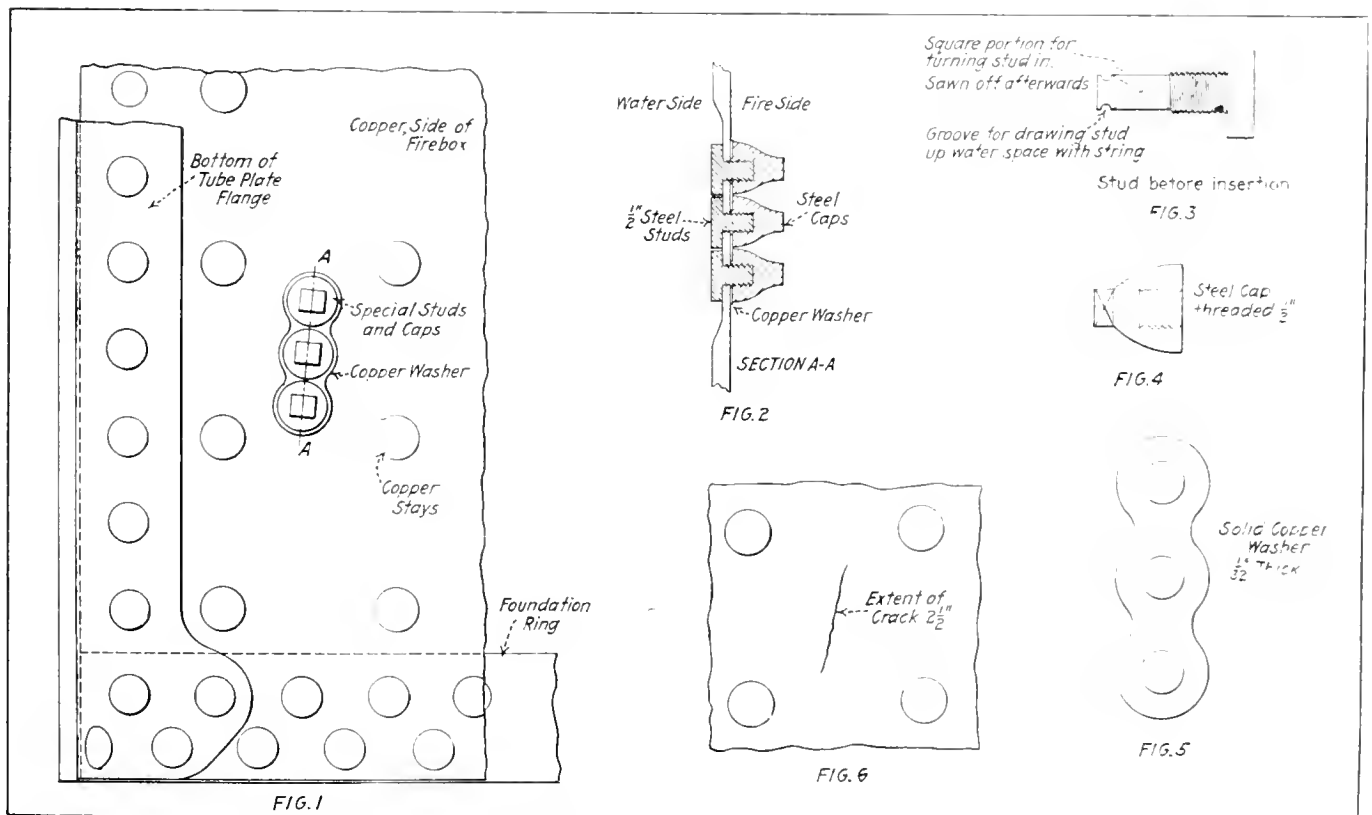 Copper Side of
Firebox
Bottom of
Tube Plate
Flange
A
Special Studs
and Caps
Copper Washer
A
Copper
Stays
Foundation
Ring
FIG.1
Water Side
Fire Side
1/2" Steel
Studs
Steel
Caps
Copper Washer
SECTION A-A
FIG.2
Square portion for
turning stud in.
Sawn off afterwards
Groove for drawing stud
up water space with string
Stud before insertion
FIG.3
Steel Cap
threaded 1/2"
FIG.4
Solid Copper
Washer
1/32" Thick
FIG.5
Extent of
Crack 2 1/2"
FIG.6